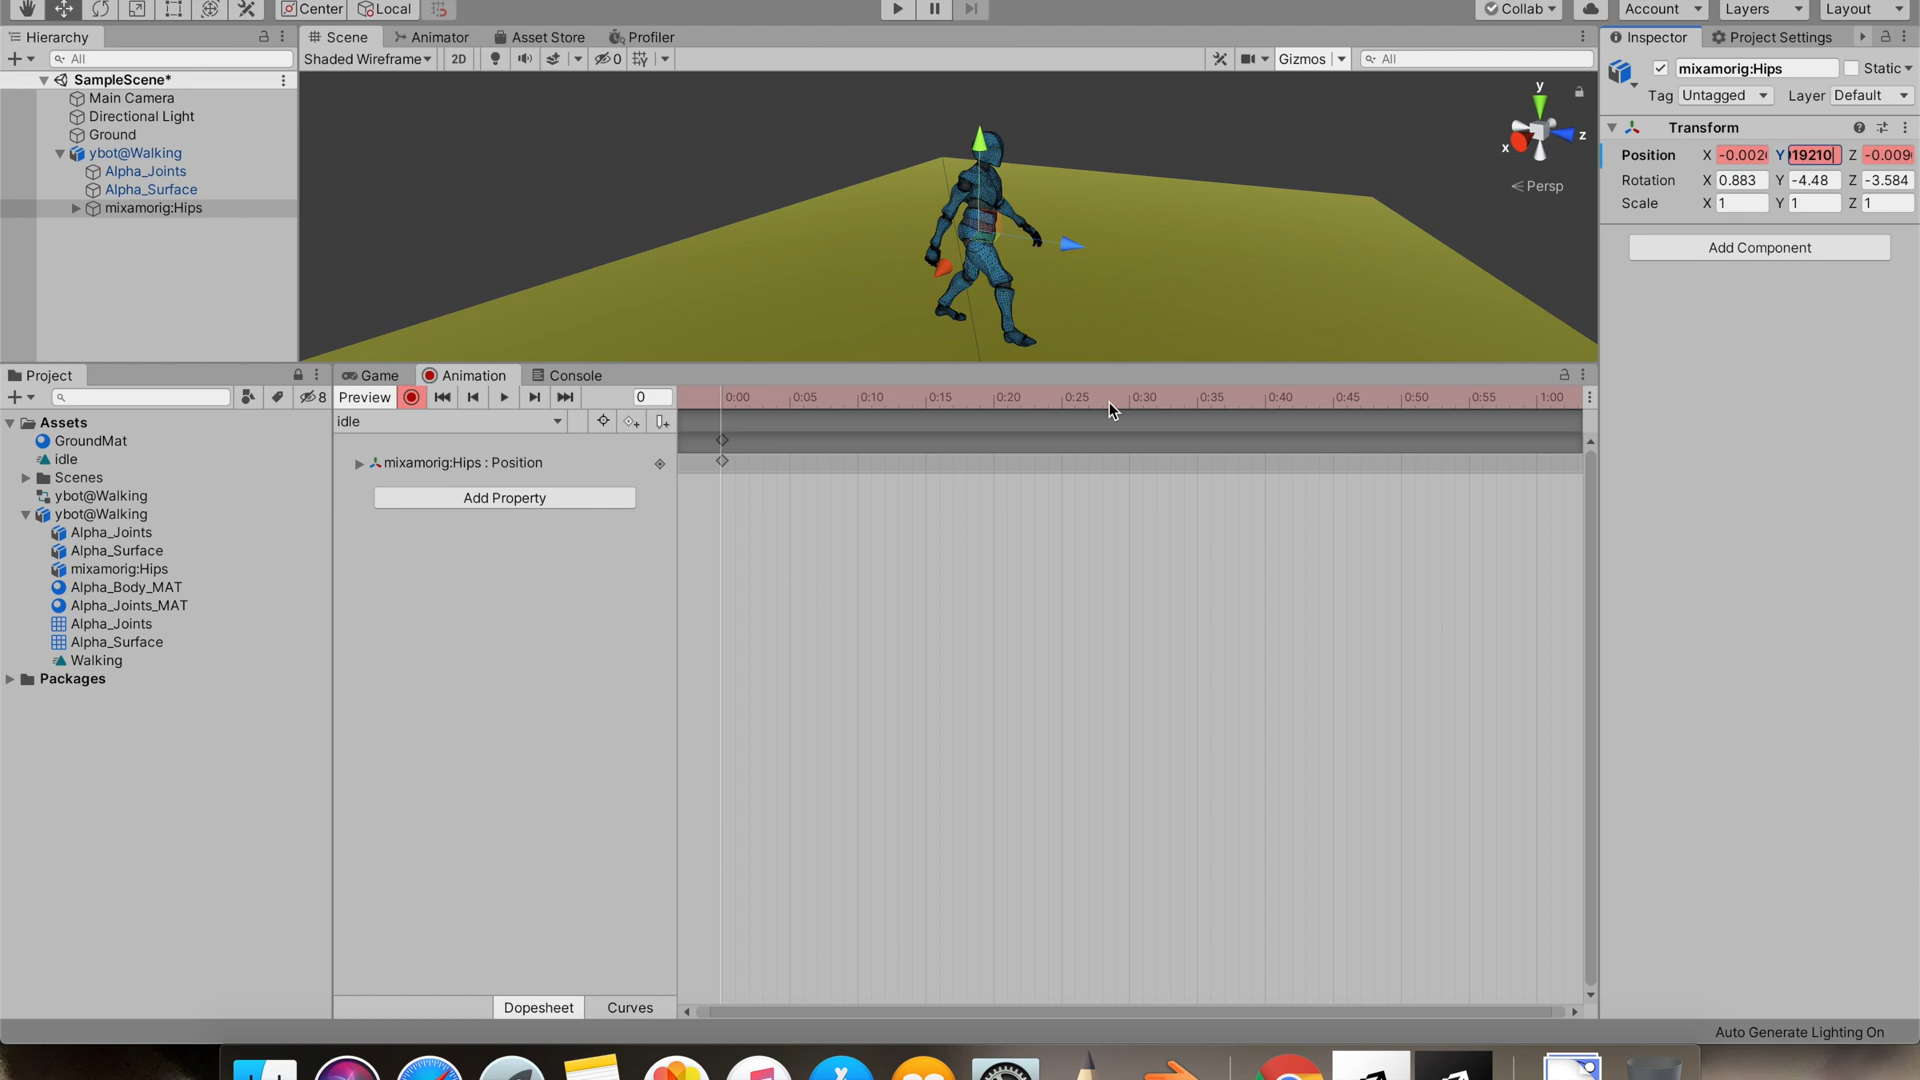 Center
Local
Collab
Account
Layers
Layout
Hierarchy
All
SampleScene*
Main Camera
Directional Light
Ground
ybot@Walking
Alpha_Joints
Alpha_Surface
mixamorig:Hips
Scene
Animator
Asset Store
Profiler
Shaded Wireframe
2D
0
Gizmos
All
y
z
x
Persp
Inspector
Project Settings
mixamorig:Hips
Static
Tag Untagged
Layer Default
Transform
Position X -0.002 Y 19210 Z -0.009
Rotation X 0.883 Y -4.48 Z -3.584
Scale X 1 Y 1 Z 1
Add Component
Project
8
Assets
GroundMat
idle
Scenes
ybot@Walking
ybot@Walking
Alpha_Joints
Alpha_Surface
mixamorig:Hips
Alpha_Body_MAT
Alpha_Joints_MAT
Alpha_Joints
Alpha_Surface
Walking
Packages
Game
Animation
Console
Preview
0
0:00 0:05 0:10 0:15 0:20 0:25 0:30 0:35 0:40 0:45 0:50 0:55 1:00
idle
mixamorig:Hips : Position
Add Property
Dopesheet
Curves
Auto Generate Lighting On